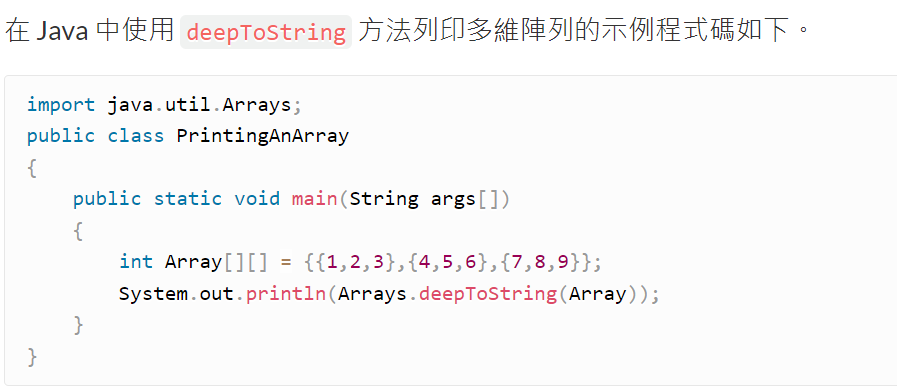 在 Java 中使用 deepToString 方法列印多維陣列的示例程式碼如下。
import java.util.Arrays;
public class PrintingAnArray
{
    public static void main(String args[])
    {
        int Array[][] = {{1,2,3},{4,5,6},{7,8,9}};
        System.out.println(Arrays.deepToString(Array));
    }
}